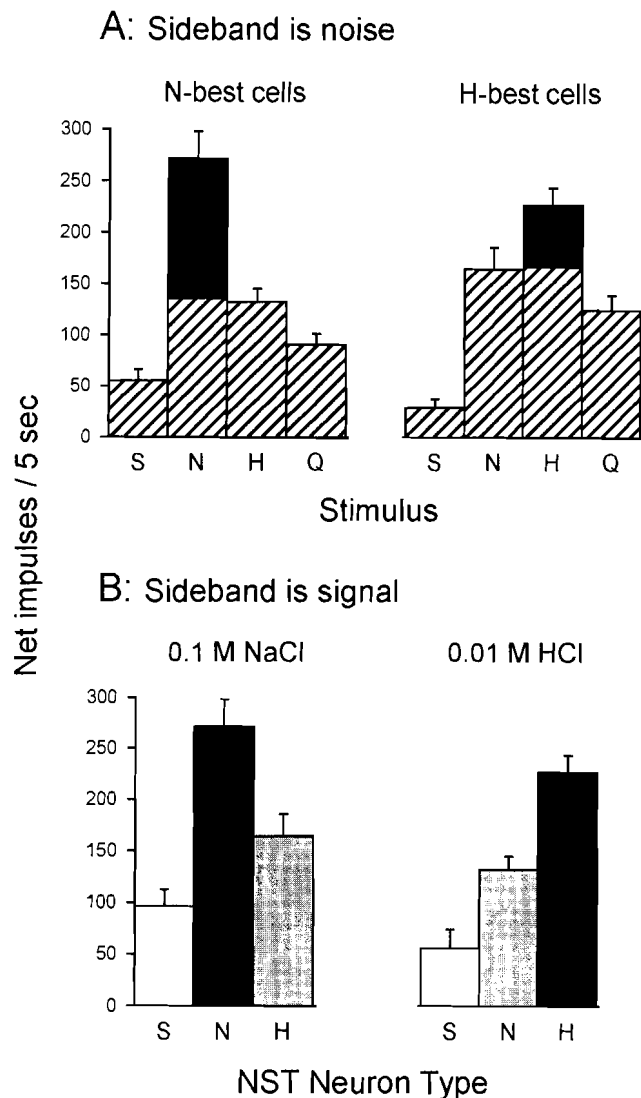 A: Sideband is noise
N-best cells
H-best cells
300
250
200
150
100
50
0
S N H Q
S N H Q
Stimulus
Net impulses / 5 sec
B: Sideband is signal
0.1 M NaCl
0.01 M HCl
300
250
200
150
100
50
0
S N H
S N H
NST Neuron Type